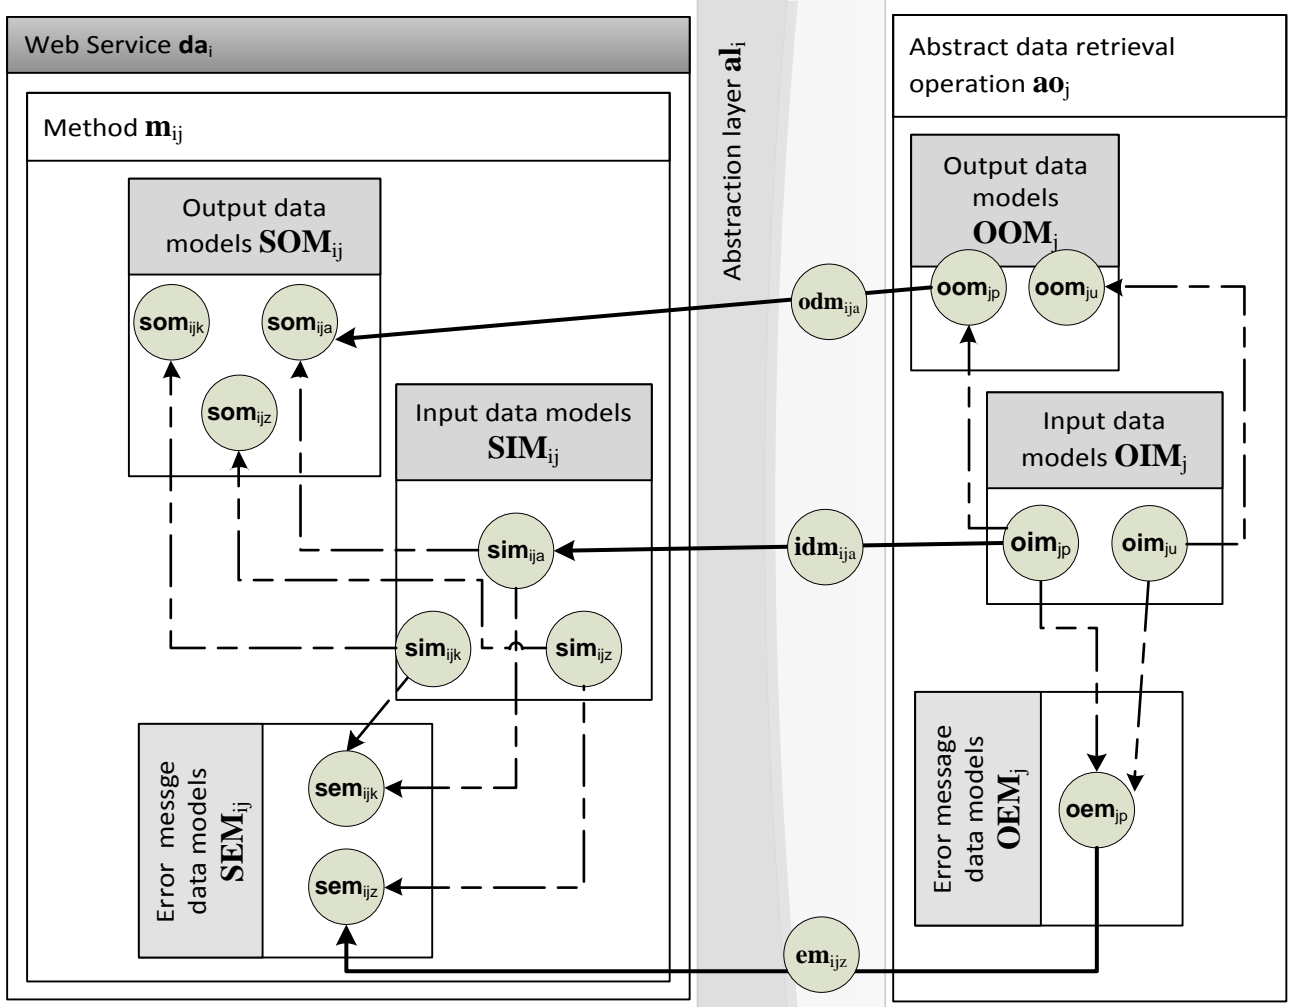 Web Service da_i
Method m_ij
Output data
models SOM_ij
som_ijk
som_ija
som_ijz
Input data models
SIM_ij
sim_ija
sim_ijk
sim_ijz
Error messge
data models
SEM_ij
sem_ijk
sem_ijz
Abstraction layer al_i
odm_ija
idm_ija
em_ijz
Abstract data retrieval
operation ao_j
Output data
models
OOM_j
oom_jp
oom_ju
Input data
models OIM_j
oim_jp
oim_ju
Error message
data models
OEM_j
oem_jp